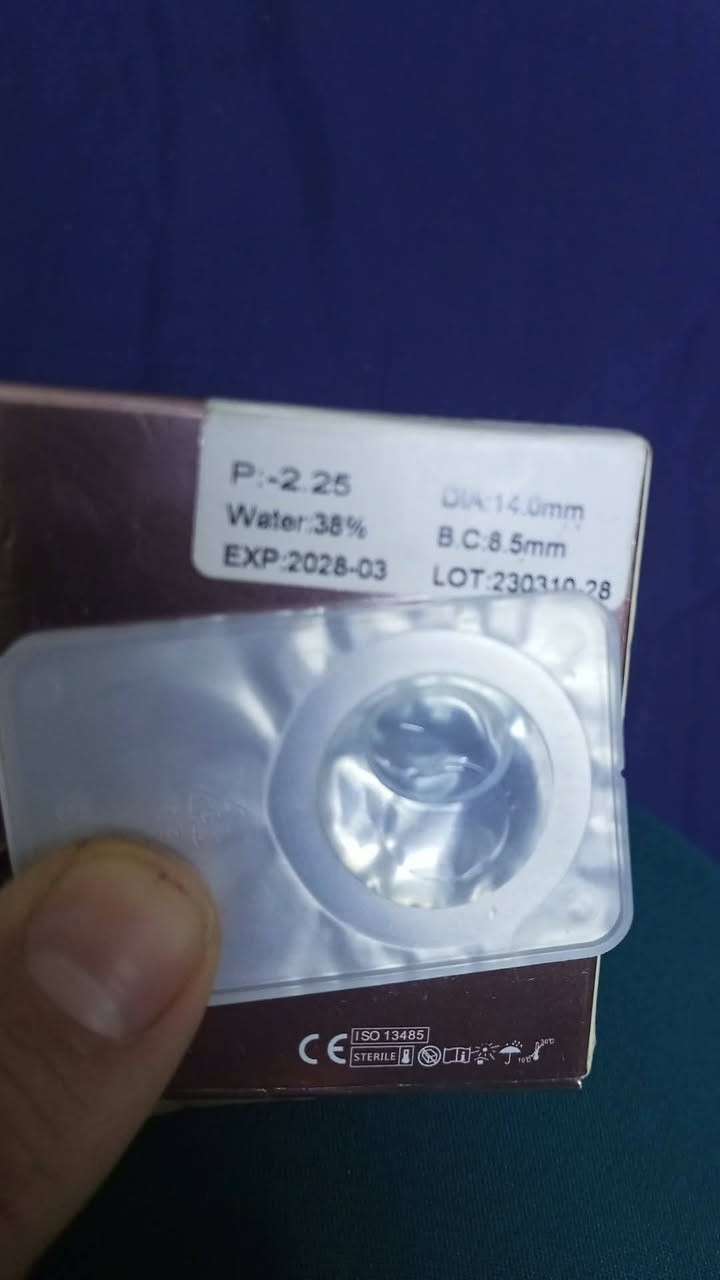 P:-2.25 DIA:14.0mm
Water:38% B.C:8.5mm
EXP:2028-03 LOT:230310-28
CE ISO 13485
STERILE